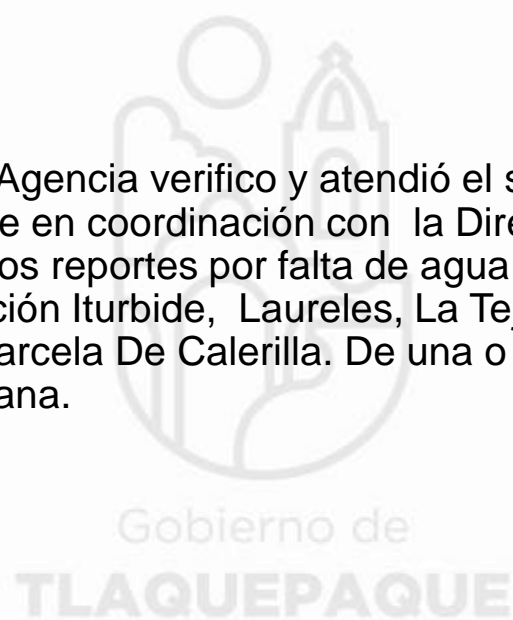 Agencia verifico y atendió el s
e en coordinación con  la Dire
os reportes por falta de agua
ción Iturbide,  Laureles, La Te
arcela De Calerilla. De una o
ana.
Gobierno de
TLAQUEPAQUE